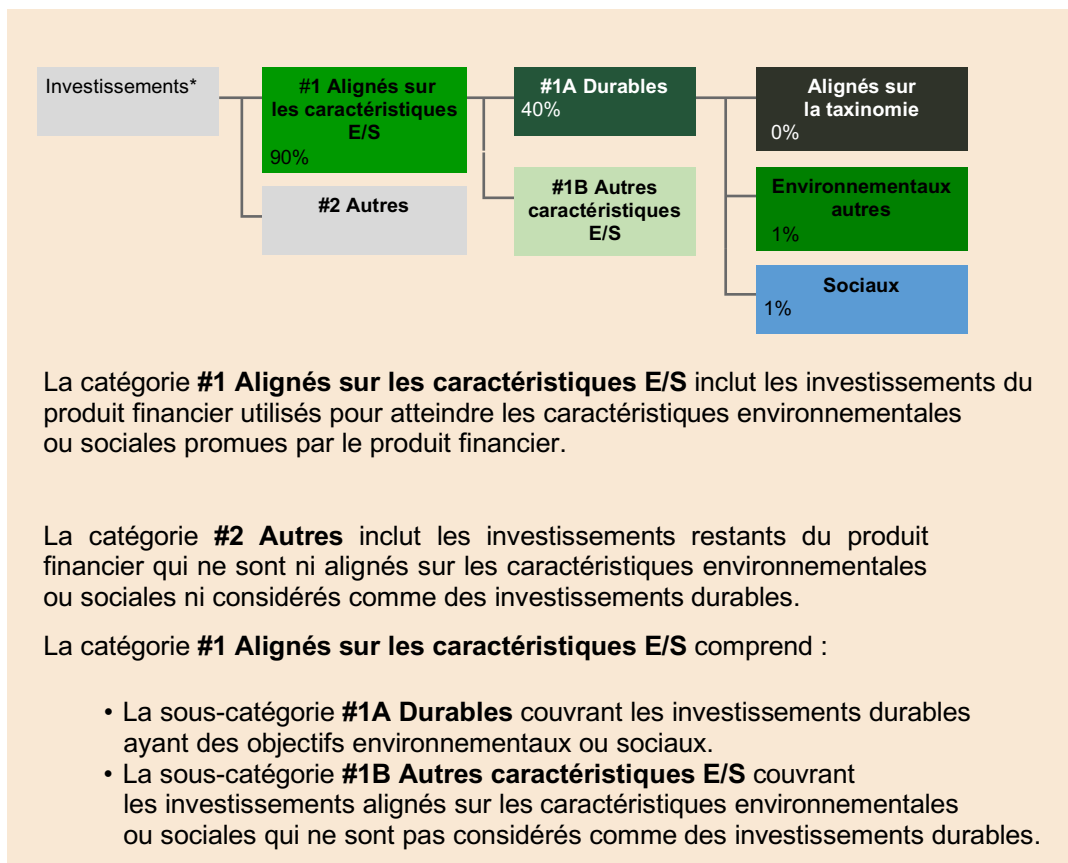 Investissements*
#1 Alignés sur
les caractéristiques
E/S
90%
#2 Autres
#1A Durables
40%
#1B Autres
caractéristiques
E/S
Alignés sur
la taxinomie
0%
Environnementaux
autres
1%
Sociaux
1%
La catégorie #1 Alignés sur les caractéristiques E/S inclut les investissements du
produit financier utilisés pour atteindre les caractéristiques environnementales
ou sociales promues par le produit financier.
La catégorie #2 Autres inclut les investissements restants du produit
financier qui ne sont ni alignés sur les caractéristiques environnementales
ou sociales ni considérés comme des investissements durables.
La catégorie #1 Alignés sur les caractéristiques E/S comprend :
• La sous-catégorie #1A Durables couvrant les investissements durables
ayant des objectifs environnementaux ou sociaux.
• La sous-catégorie #1B Autres caractéristiques E/S couvrant
les investissements alignés sur les caractéristiques environnementales
ou sociales qui ne sont pas considérés comme des investissements durables.